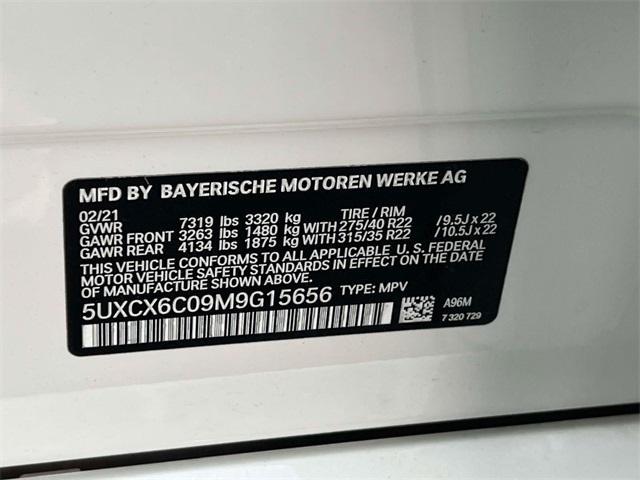 MFD BY BAYERISCHE MOTOREN WERKE AG
02/21
GVWR 7319 lbs 3320 kg TIRE / RIM
GAWR FRONT 3263 lbs 1480 kg WITH 275/40 R22 /9.5J x 22
GAWR REAR 4134 lbs 1875 kg WITH 315/35 R22 /10.5J x 22
THIS VEHICLE CONFORMS TO ALL APPLICABLE U. S. FEDERAL
MOTOR VEHICLE SAFETY STANDARDS IN EFFECT ON THE DATE
OF MANUFACTURE SHOWN ABOVE.
5UXCX6C09M9G15656 TYPE: MPV
A96M
7 320 729